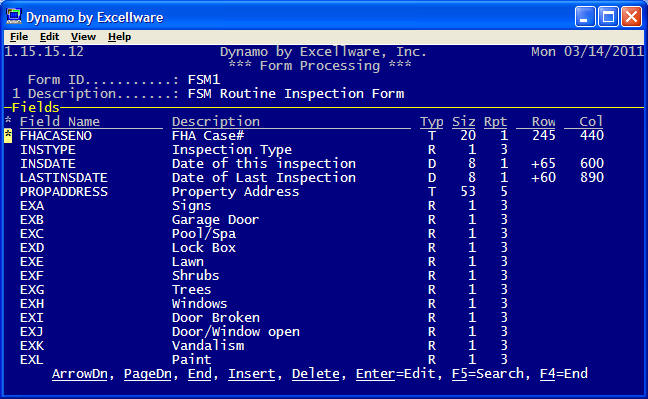 Dynamo by Excellware
File Edit View Help
1.15.15.12 Dynamo by Excellware, Inc. Mon 03/14/2011
*** Form Processing ***
Form ID...........: FSM1
1 Description.......: FSM Routine Inspection Form
Fields
* Field Name Description Typ Siz Rpt Row Col
* FHACASENO FHA Case# T 20 1 245 440
INSTYPE Inspection Type R 1 3
INSDATE Date of this inspection D 8 1 +65 600
LASTINSDATE Date of Last Inspection D 8 1 +60 890
PROPADDRESS Property Address T 53 5
EXA Signs R 1 3
EXB Garage Door R 1 3
EXC Pool/Spa R 1 3
EXD Lock Box R 1 3
EXE Lawn R 1 3
EXF Shrubs R 1 3
EXG Trees R 1 3
EXH Windows R 1 3
EXI Door Broken R 1 3
EXJ Door/Window open R 1 3
EXK Vandalism R 1 3
EXL Paint R 1 3
ArrowDn, PageDn, End, Insert, Delete, Enter=Edit, F5=Search, F4=End